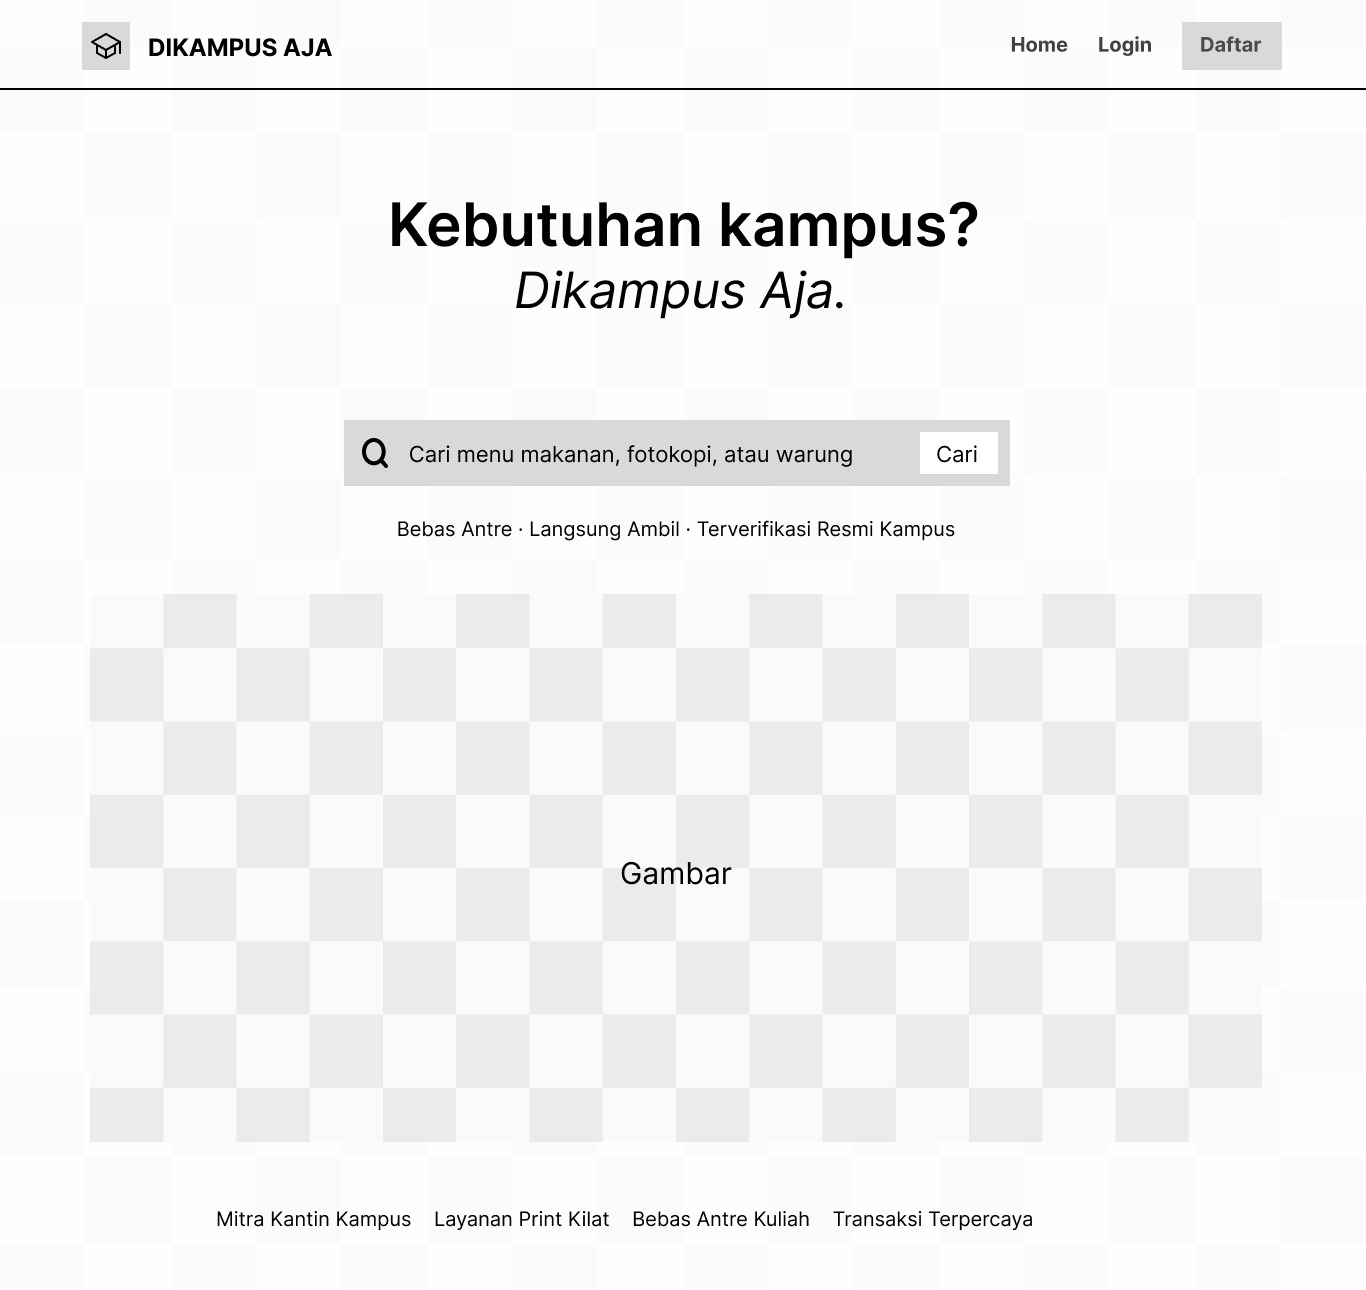 DIKAMPUS AJA
Home Login Daftar
Kebutuhan kampus?
Dikampus Aja.
Cari menu makanan, fotokopi, atau warung Cari
Bebas Antre · Langsung Ambil · Terverifikasi Resmi Kampus
Gambar
Mitra Kantin Kampus Layanan Print Kilat Bebas Antre Kuliah Transaksi Terpercaya